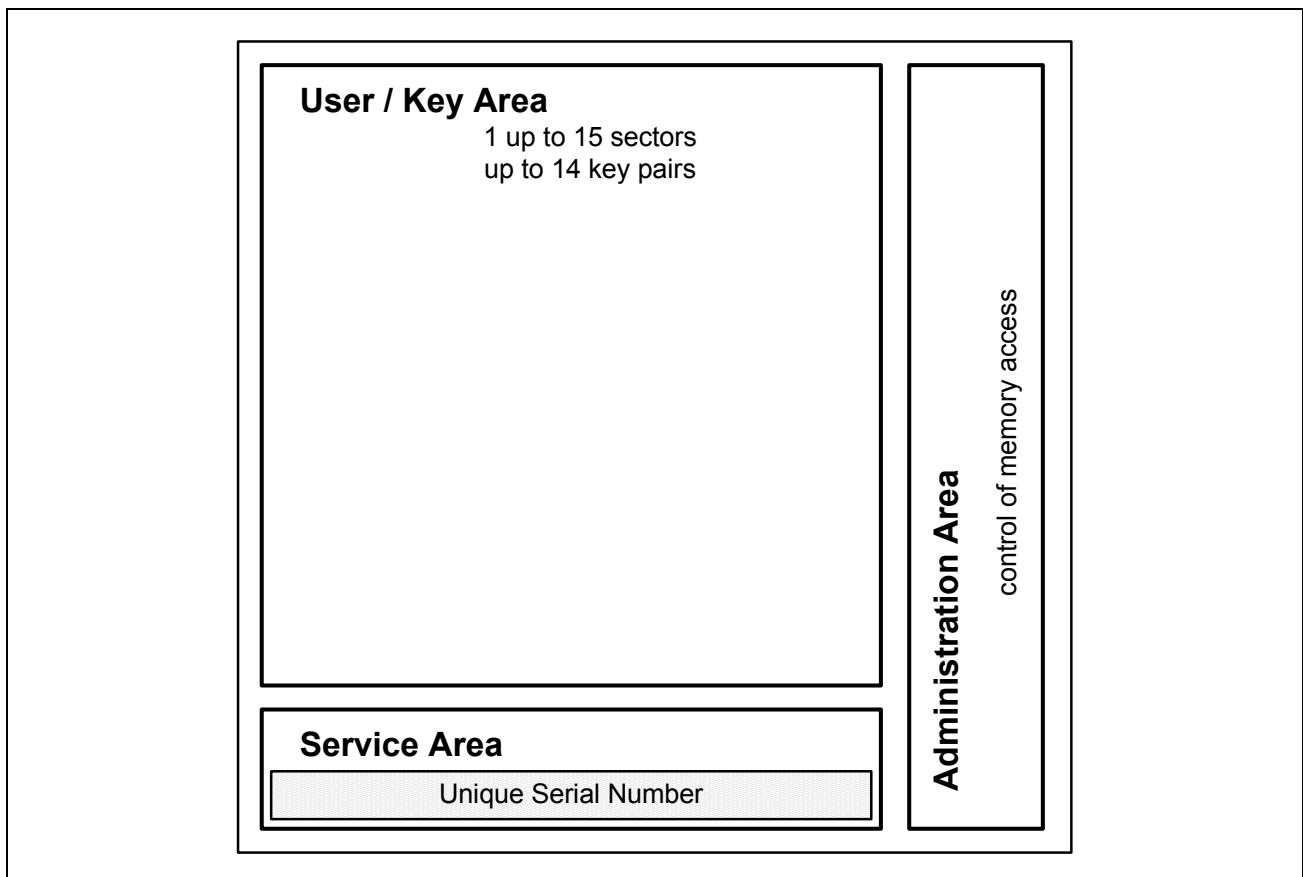 User / Key Area
1 up to 15 sectors
up to 14 key pairs
Service Area
Unique Serial Number
Administration Area
control of memory access